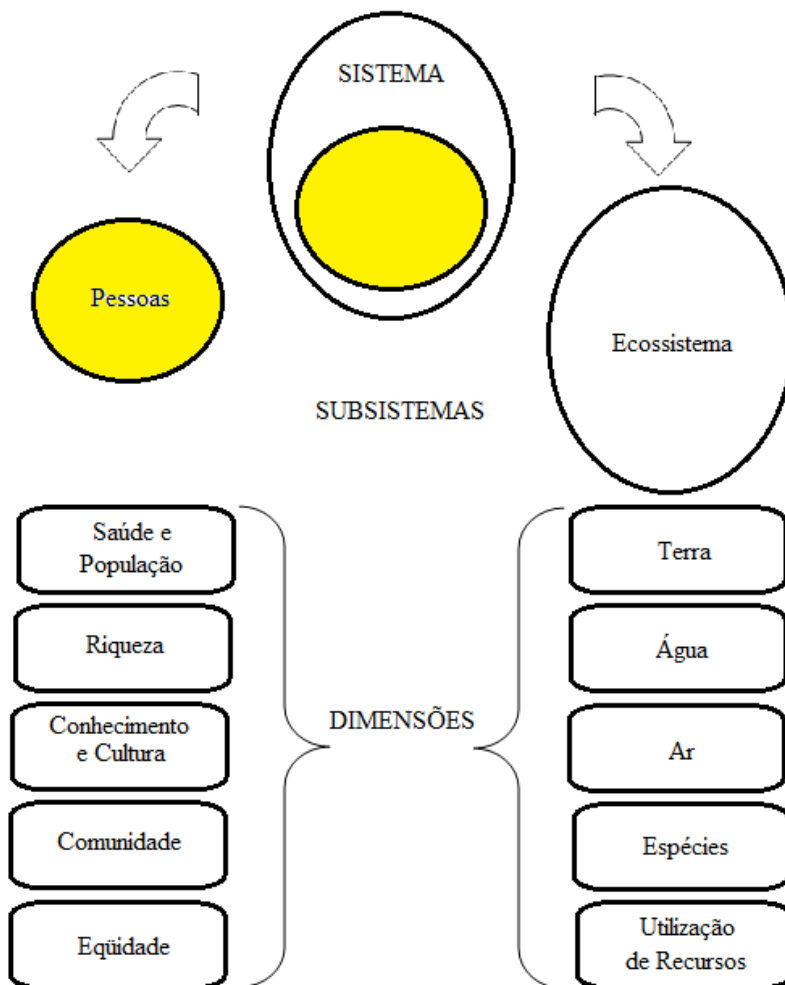 SISTEMA
Pessoas
Ecossistema
SUBSISTEMAS
Saúde e
População
Riqueza
Conhecimento
e Cultura
Comunidade
Eqüidade
DIMENSÕES
Terra
Água
Ar
Espécies
Utilização
de Recursos